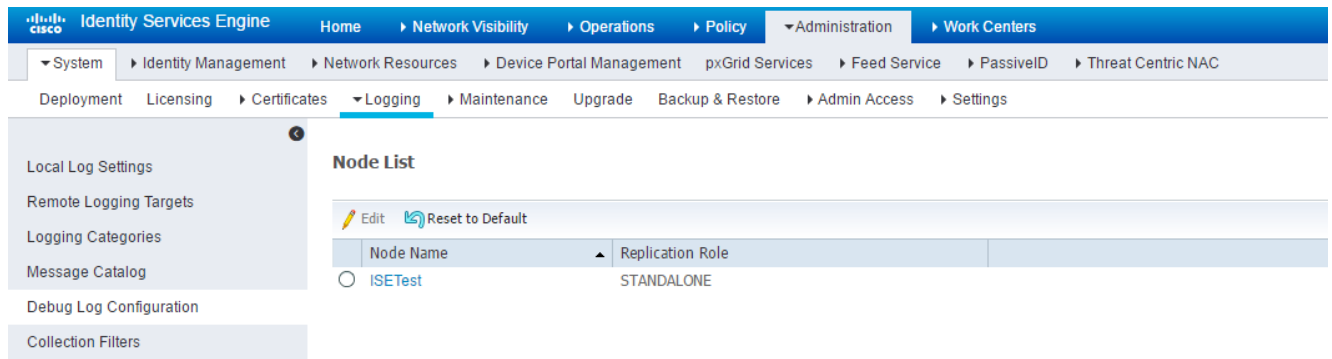 cisco Identity Services Engine Home Network Visibility Operations Policy Administration Work Centers
System Identity Management Network Resources Device Portal Management pxGrid Services Feed Service PassiveID Threat Centric NAC
Deployment Licensing Certificates Logging Maintenance Upgrade Backup & Restore Admin Access Settings
Local Log Settings
Remote Logging Targets
Logging Categories
Message Catalog
Debug Log Configuration
Collection Filters
Node List
Edit Reset to Default
Node Name Replication Role
ISETest STANDALONE